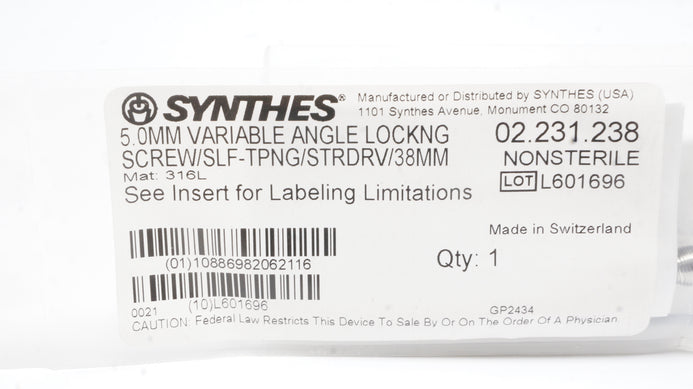 SYNTHES®
Manufactured or Distributed by SYNTHES (USA)
1101 Synthes Avenue, Monument CO 80132
5.0MM VARIABLE ANGLE LOCKNG
SCREW/SLF-TPNG/STRDRV/38MM
Mat: 316L
See Insert for Labeling Limitations
02.231.238
NONSTERILE
LOT L601696
Made in Switzerland
Qty: 1
(01)10886982062116
(10)L601696
0021
GP2434
CAUTION: Federal Law Restricts This Device To Sale By Or On The Order Of A Physician.